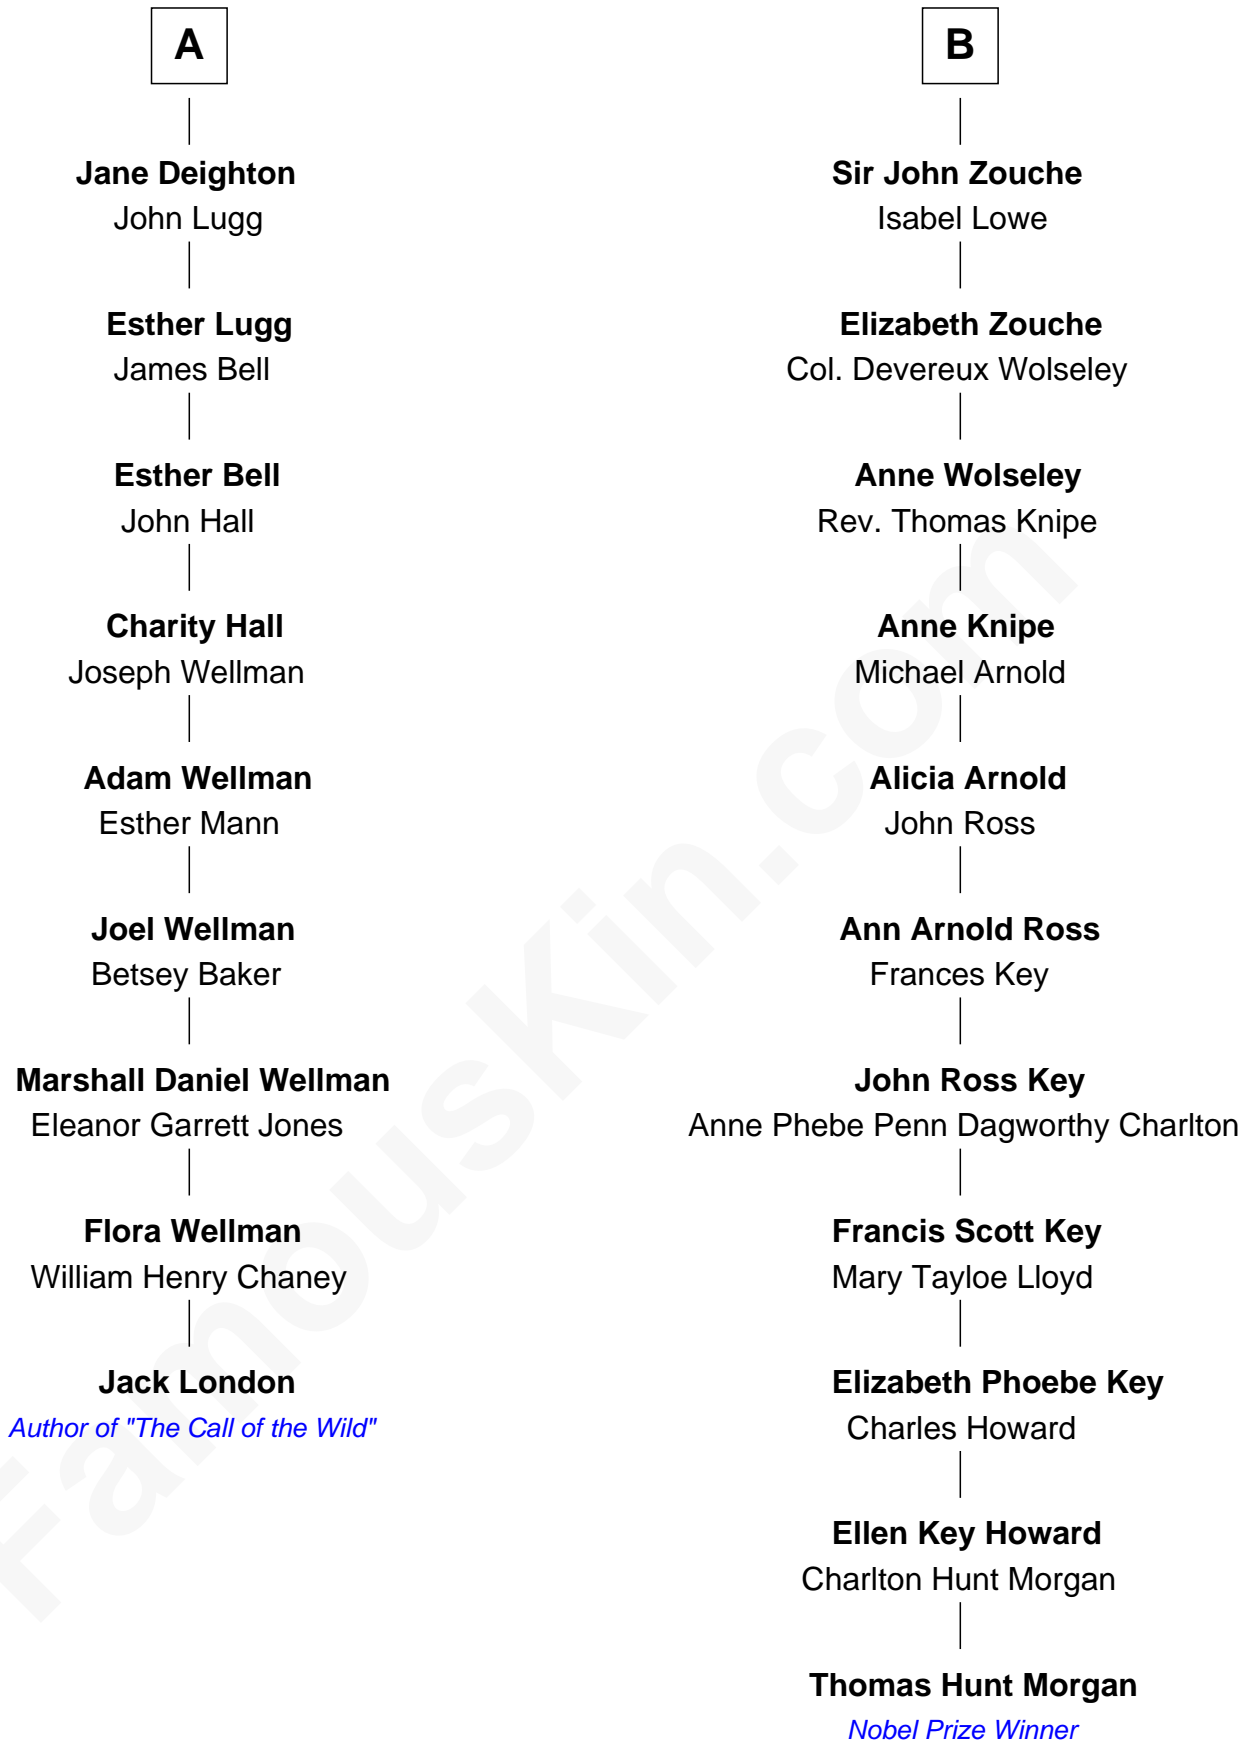 A
Jane Deighton
John Lugg
Esther Lugg
James Bell
Esther Bell
John Hall
Charity Hall
Joseph Wellman
Adam Wellman
Esther Mann
Joel Wellman
Betsey Baker
Marshall Daniel Wellman
Eleanor Garrett Jones
Flora Wellman
William Henry Chaney
Jack London
Author of "The Call of the Wild"
B
Sir John Zouche
Isabel Lowe
Elizabeth Zouche
Col. Devereux Wolseley
Anne Wolseley
Rev. Thomas Knipe
Anne Knipe
Michael Arnold
Alicia Arnold
John Ross
Ann Arnold Ross
Frances Key
John Ross Key
Anne Phebe Penn Dagworthy Charlton
Francis Scott Key
Mary Tayloe Lloyd
Elizabeth Phoebe Key
Charles Howard
Ellen Key Howard
Charlton Hunt Morgan
Thomas Hunt Morgan
Nobel Prize Winner
FamousKin.com